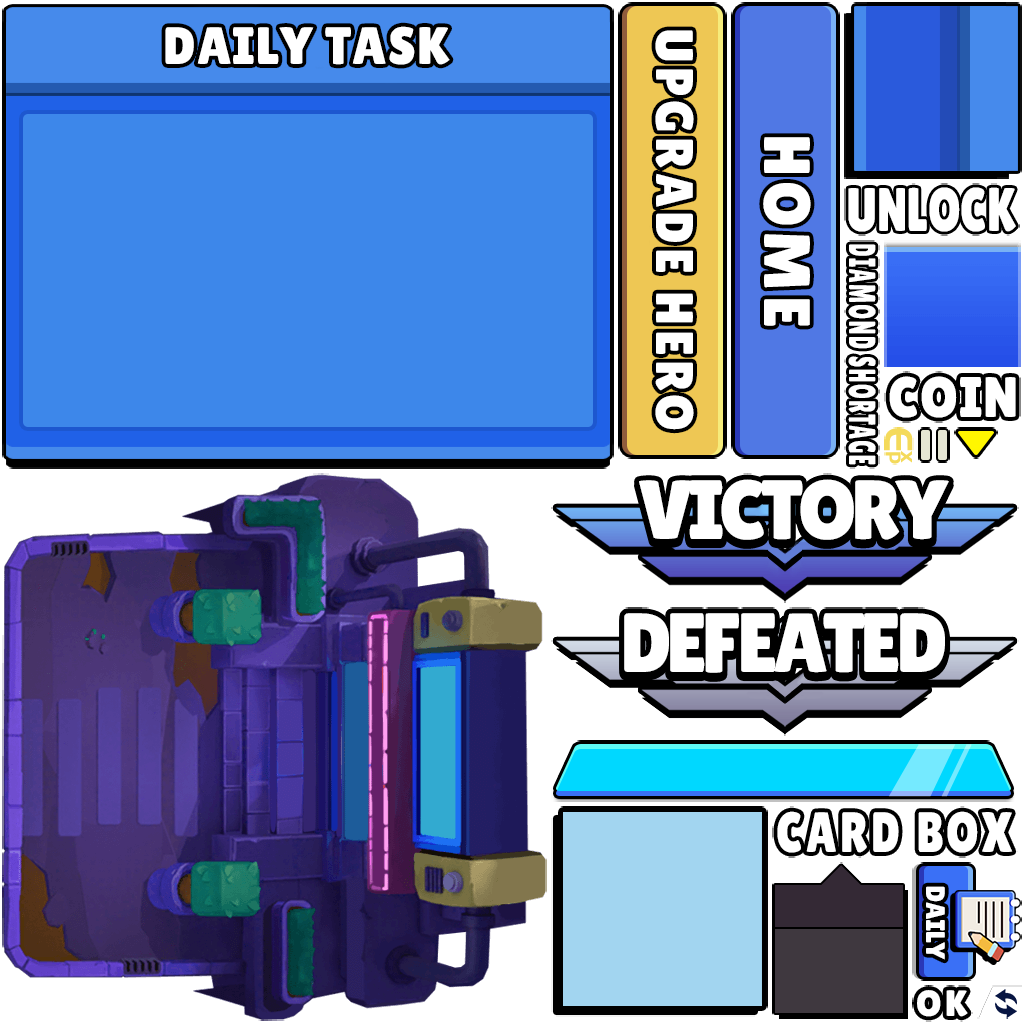 DAILY TASK
UPGRADE HERO
HOME
UNLOCK
DIAMOND SHORTAGE
COIN
VICTORY
DEFEATED
CARD BOX
DAILY
OK